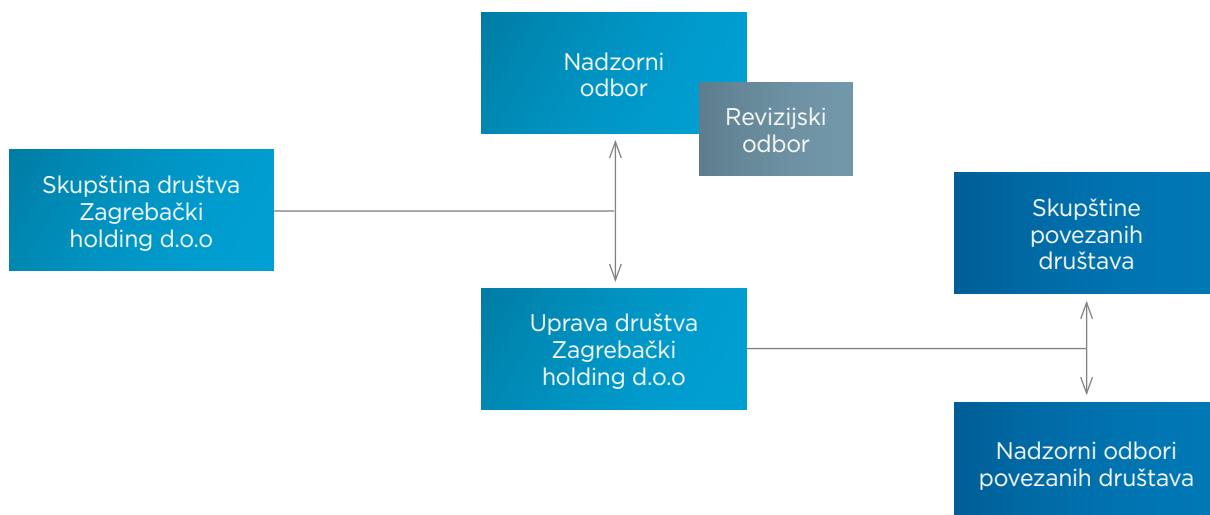 Nadzorni
odbor
Revizijski
odbor
Skupština društva
Zagrebački
holding d.o.o
Skupštine
povezanih
društava
Uprava društva
Zagrebački
holding d.o.o
Nadzorni odbori
povezanih društava